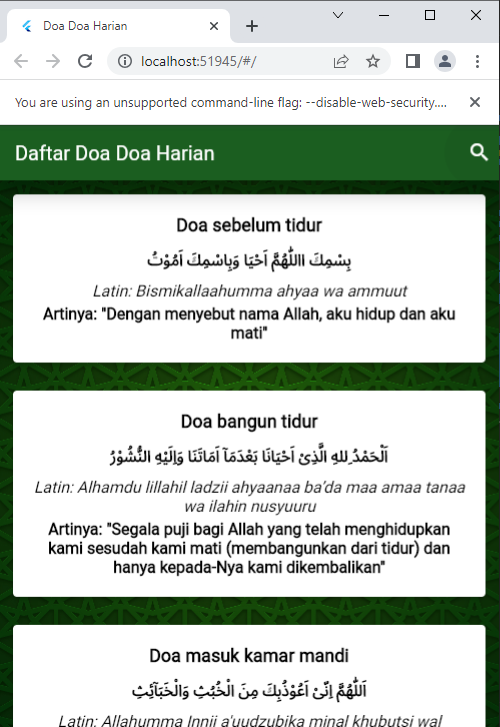 Doa Doa Harian
localhost:51945/#/
You are using an unsupported command-line flag: --disable-web-security....
Daftar Doa Doa Harian
Doa sebelum tidur
بِسْمِكَ االلّٰهُمَّ اَحْيَا وَبِاسْمِكَ اَمُوْتُ
Latin: Bismikallaahumma ahyaa wa ammuut
Artinya: "Dengan menyebut nama Allah, aku hidup dan aku
mati"
Doa bangun tidur
اَلْحَمْدُ ِللهِ الَّذِىْ اَحْيَانَا بَعْدَمَآ اَمَاتَنَا وَاِلَيْهِ النُّشُوْرُ
Latin: Alhamdu lillahil ladzii ahyaanaa ba'da maa amaa tanaa
wa ilahin nusyuuru
Artinya: "Segala puji bagi Allah yang telah menghidupkan
kami sesudah kami mati (membangunkan dari tidur) dan
hanya kepada-Nya kami dikembalikan"
Doa masuk kamar mandi
اَللّٰهُمَّ اِنّىْ اَعُوْذُبِكَ مِنَ الْخُبُثِ وَالْخَبَآئِثِ
Latin: Allahumma Innii a'uudzubika minal khubutsi wal